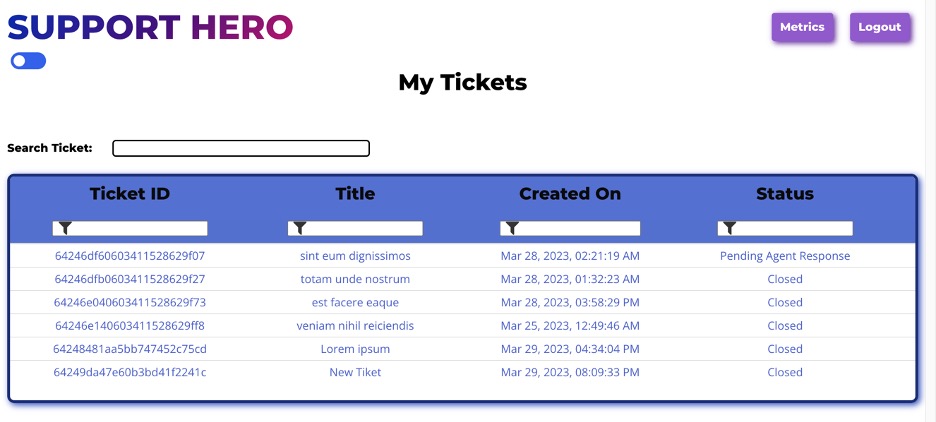 SUPPORT HERO
Metrics Logout
My Tickets
Search Ticket:
Ticket ID Title Created On Status
64246df60603411528629f07 sint eum dignissimos Mar 28, 2023, 02:21:19 AM Pending Agent Response
64246dfb0603411528629f27 totam unde nostrum Mar 28, 2023, 01:32:23 AM Closed
64246e040603411528629f73 est facere eaque Mar 28, 2023, 03:58:29 PM Closed
64246e140603411528629ff8 veniam nihil reiciendis Mar 25, 2023, 12:49:46 AM Closed
64248481aa5bb747452c75cd Lorem ipsum Mar 29, 2023, 04:34:04 PM Closed
64249da47e60b3bd41f2241c New Tiket Mar 29, 2023, 08:09:33 PM Closed